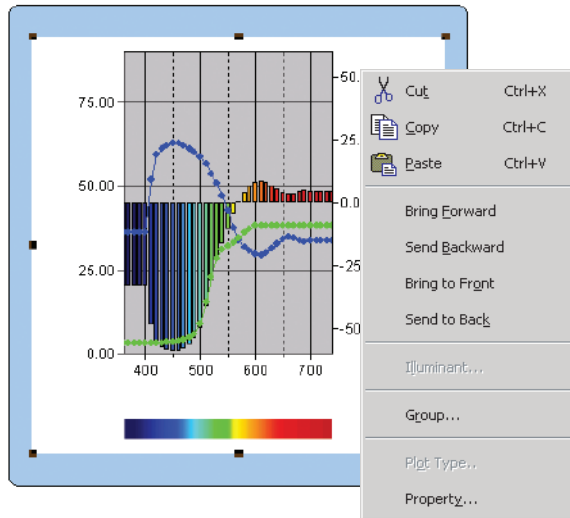 75.00
50.00
25.00
0.00
400 500 600 700
50.
25.
0.0
-25
-50
Cut Ctrl+X
Copy Ctrl+C
Paste Ctrl+V
Bring Forward
Send Backward
Bring to Front
Send to Back
Illuminant...
Group...
Plot Type..
Property...